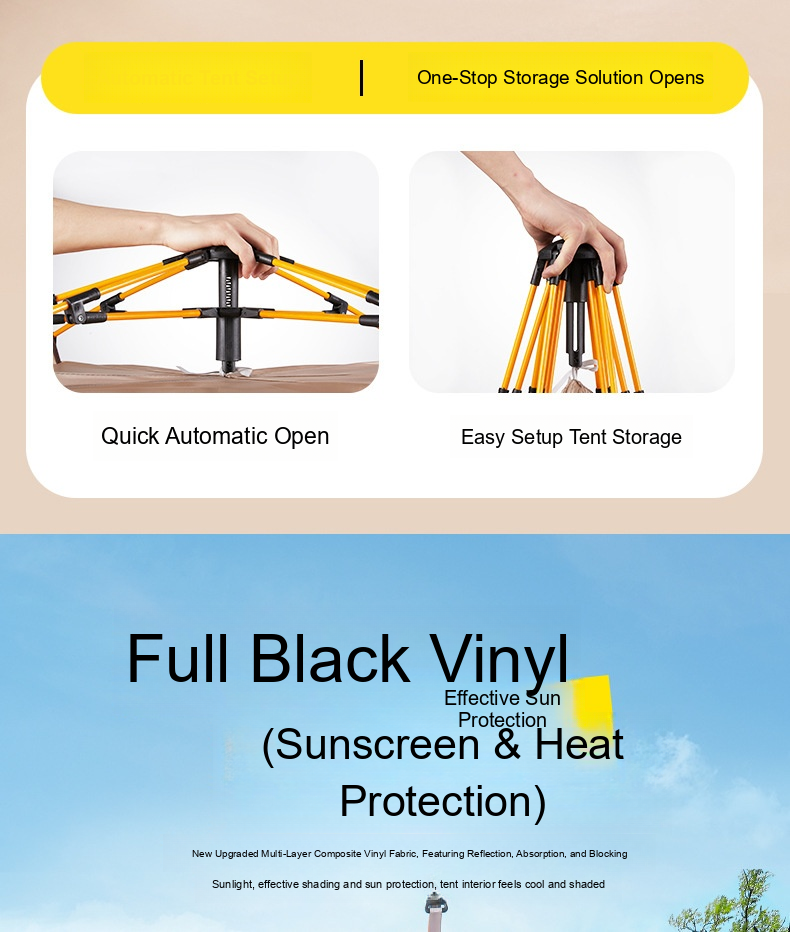 One-Stop Storage Solution Opens
Quick Automatic Open
Easy Setup Tent Storage
Full Black Vinyl
Effective Sun
Protection
(Sunscreen & Heat
Protection)
New Upgraded Multi-Layer Composite Vinyl Fabric, Featuring Reflection, Absorption, and Blocking
Sunlight, effective shading and sun protection, tent interior feels cool and shaded